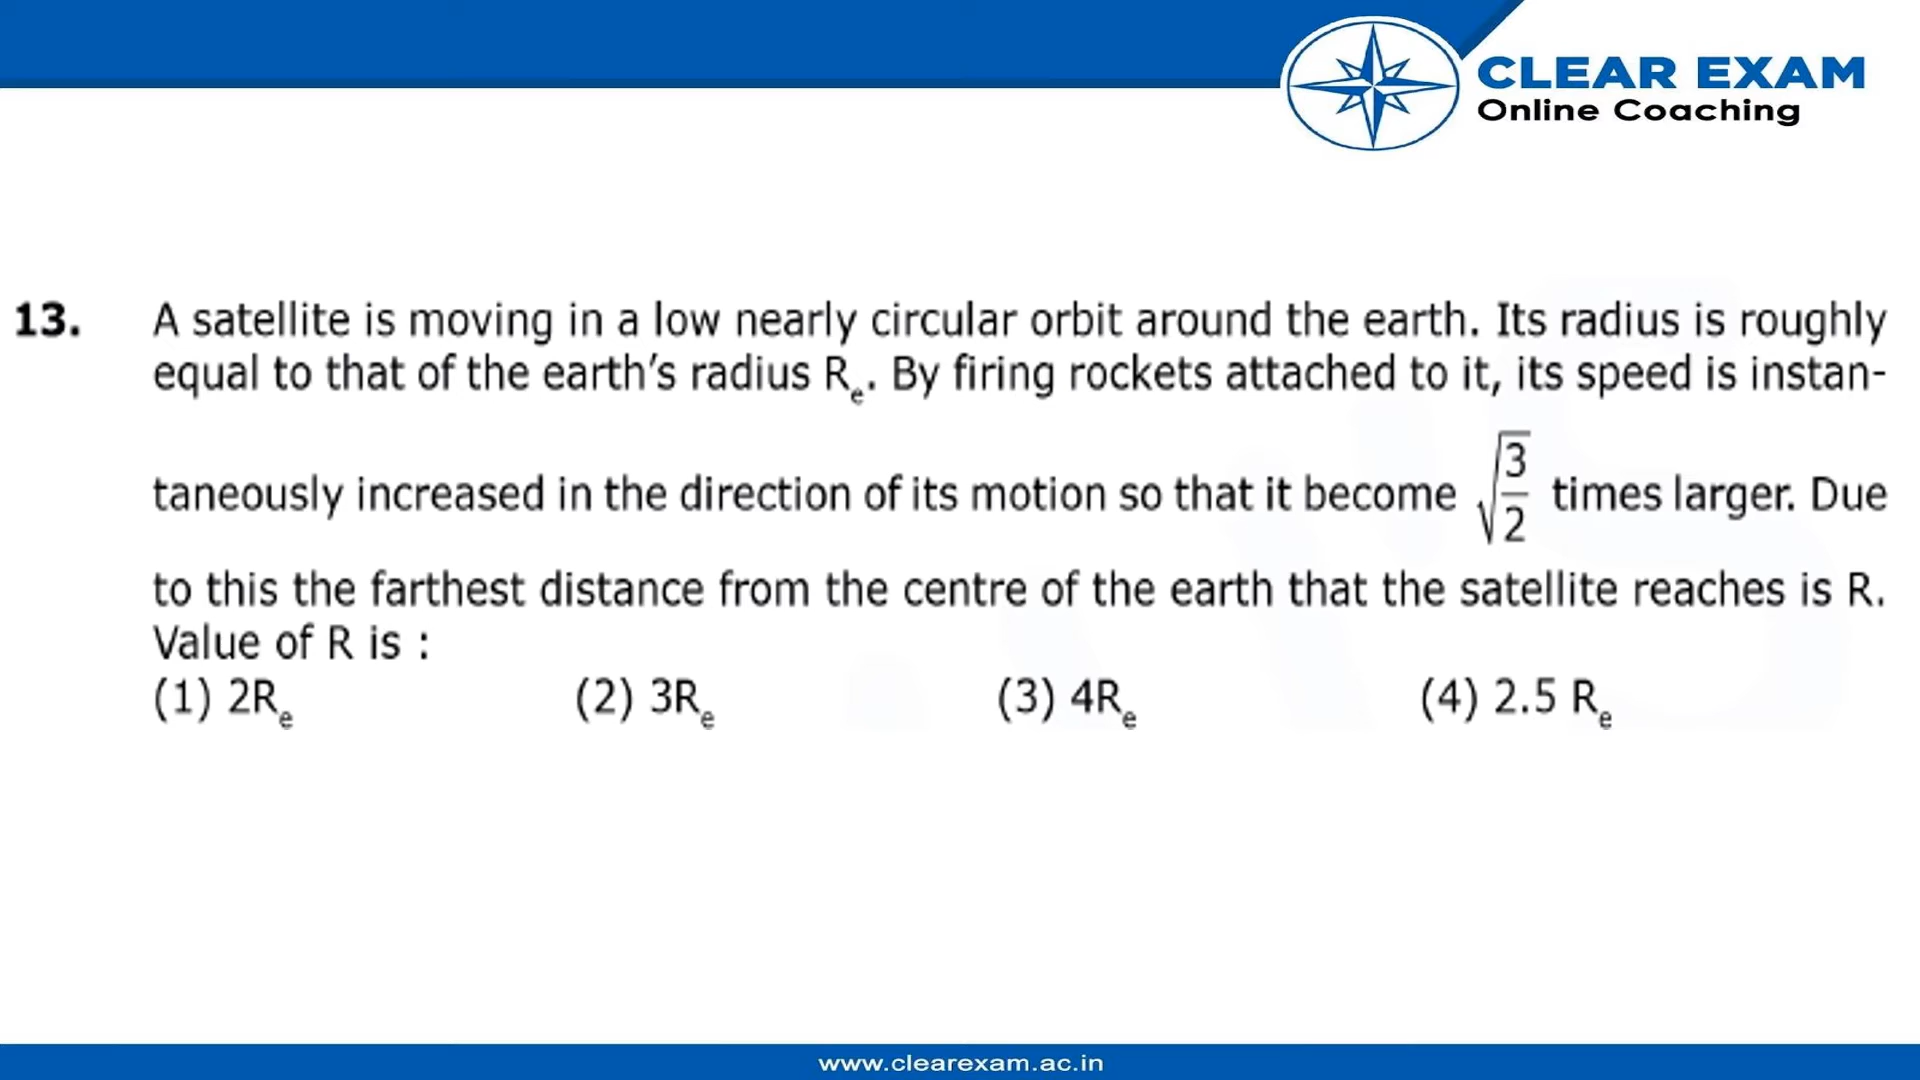 CLEAR EXAM
Online Coaching
13. A satellite is moving in a low nearly circular orbit around the earth. Its radius is roughly
equal to that of the earth's radius Rₑ. By firing rockets attached to it, its speed is instan-
taneously increased in the direction of its motion so that it become √(3/2) times larger. Due
to this the farthest distance from the centre of the earth that the satellite reaches is R.
Value of R is :
(1) 2Rₑ (2) 3Rₑ (3) 4Rₑ (4) 2.5 Rₑ
www.clearexam.ac.in